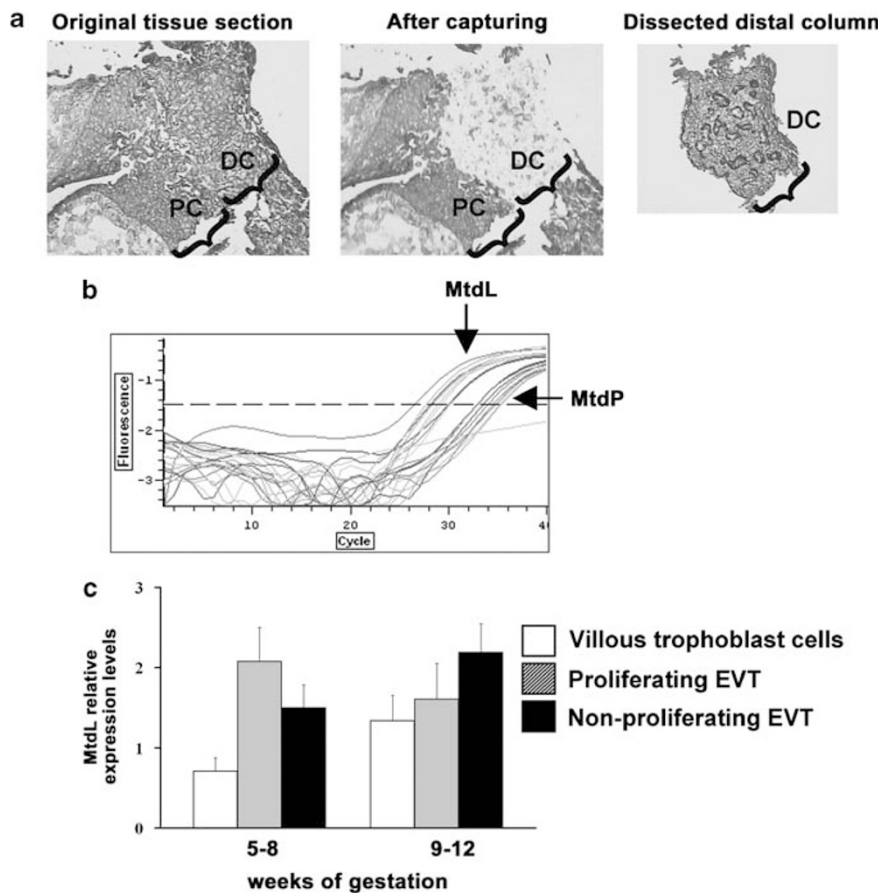 a
Original tissue section
After capturing
Dissected distal column
DC
PC
DC
PC
DC
b
MtdL
MtdP
Fluorescence
-1
-2
-3
10
20
30
4
Cycle
c
MtdL relative
expression levels
3
2
1
0
5-8
9-12
weeks of gestation
Villous trophoblast cells
Proliferating EVT
Non-proliferating EVT